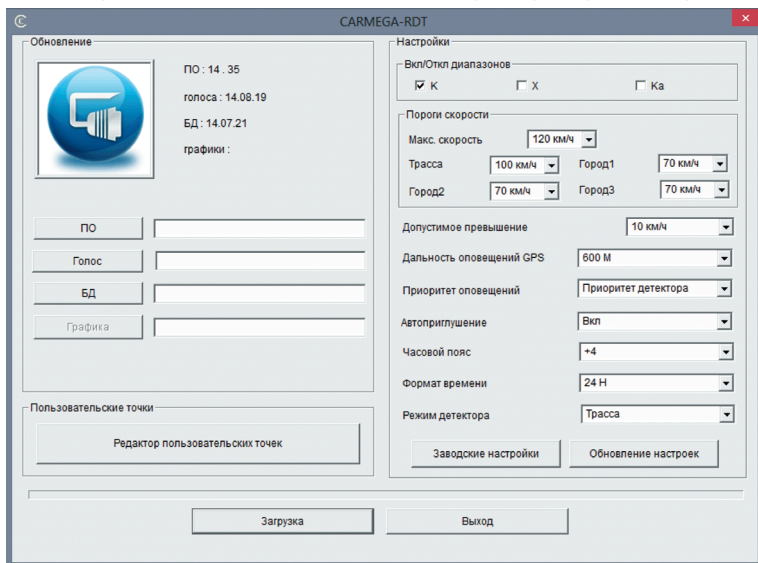 CARMEGA-RDT
Обновление
ПО : 14 . 35
голоса : 14.08.19
БД : 14.07.21
графики :
ПО
Голос
БД
Графика
Пользовательские точки
Редактор пользовательских точек
Настройки
Вкл/Откл диапазонов
K X Ka
Пороги скорости
Макс. скорость 120 км/ч
Трасса 100 км/ч Город1 70 км/ч
Город2 70 км/ч Город3 70 км/ч
Допустимое превышение 10 км/ч
Дальность оповещений GPS 600 М
Приоритет оповещений Приоритет детектора
Автоприглушение Вкл
Часовой пояс +4
Формат времени 24 H
Режим детектора Трасса
Заводские настройки Обновление настроек
Загрузка Выход